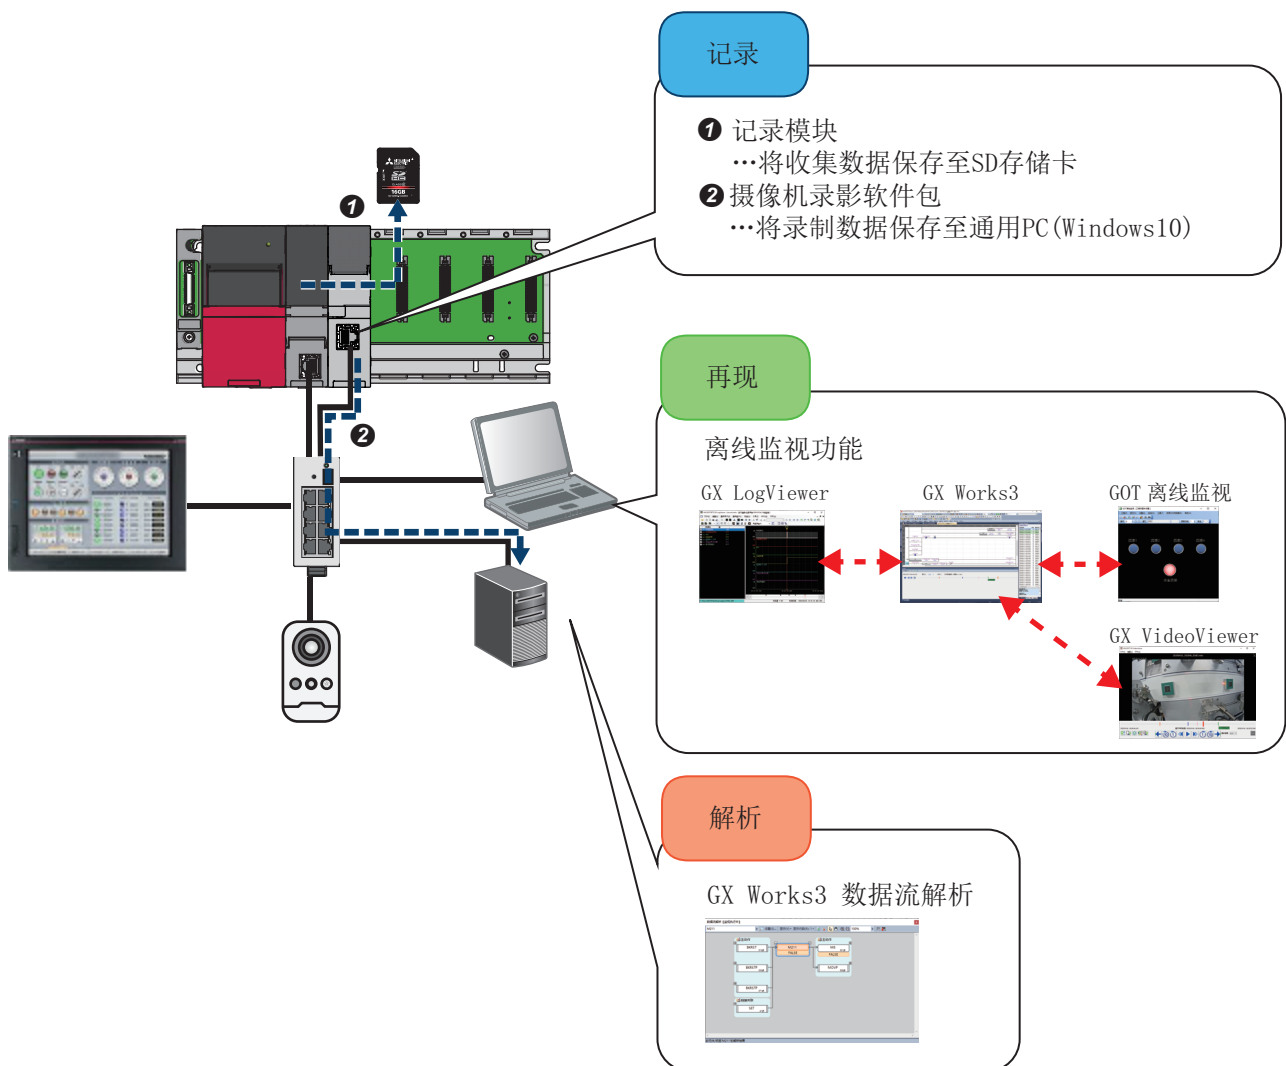 记录
❶ 记录模块
…将收集数据保存至SD存储卡
❷ 摄像机录影软件包
…将录制数据保存至通用PC(Windows10)
❶
16GB
❷
再现
离线监视功能
GX LogViewer
GX Works3
GOT 离线监视
GX VideoViewer
解析
GX Works3 数据流解析